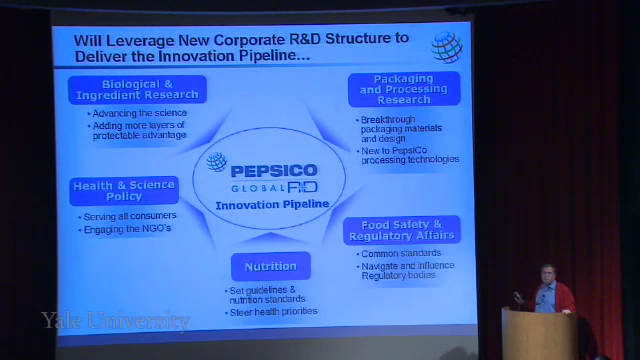 Will Leverage New Corporate R&D Structure to
Deliver the Innovation Pipeline…
Biological &
Ingredient Research
• Advancing the science
• Adding more layers of
protectable advantage
Packaging
and Processing
Research
• Breakthrough
packaging materials
and design
• New to PepsiCo
processing technologies
PEPSICO
GLOBAL R&D
Innovation Pipeline
Health & Science
Policy
• Serving all consumers
• Engaging the NGO's
Food Safety &
Regulatory Affairs
• Common standards
• Navigate and Influence
Regulatory bodies
Nutrition
• Set guidelines &
nutrition standards
• Steer health priorities
Yale University